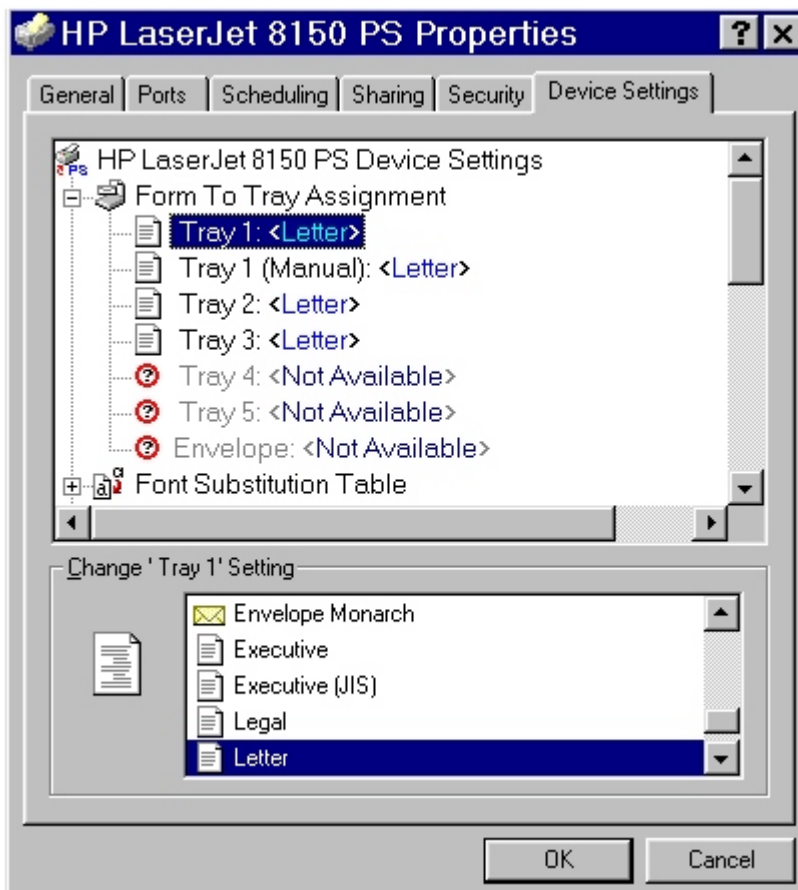 HP LaserJet 8150 PS Properties
General Ports Scheduling Sharing Security Device Settings
HP LaserJet 8150 PS Device Settings
Form To Tray Assignment
Tray 1: <Letter>
Tray 1 (Manual): <Letter>
Tray 2: <Letter>
Tray 3: <Letter>
Tray 4: <Not Available>
Tray 5: <Not Available>
Envelope: <Not Available>
Font Substitution Table
Change ' Tray 1' Setting
Envelope Monarch
Executive
Executive (JIS)
Legal
Letter
OK Cancel